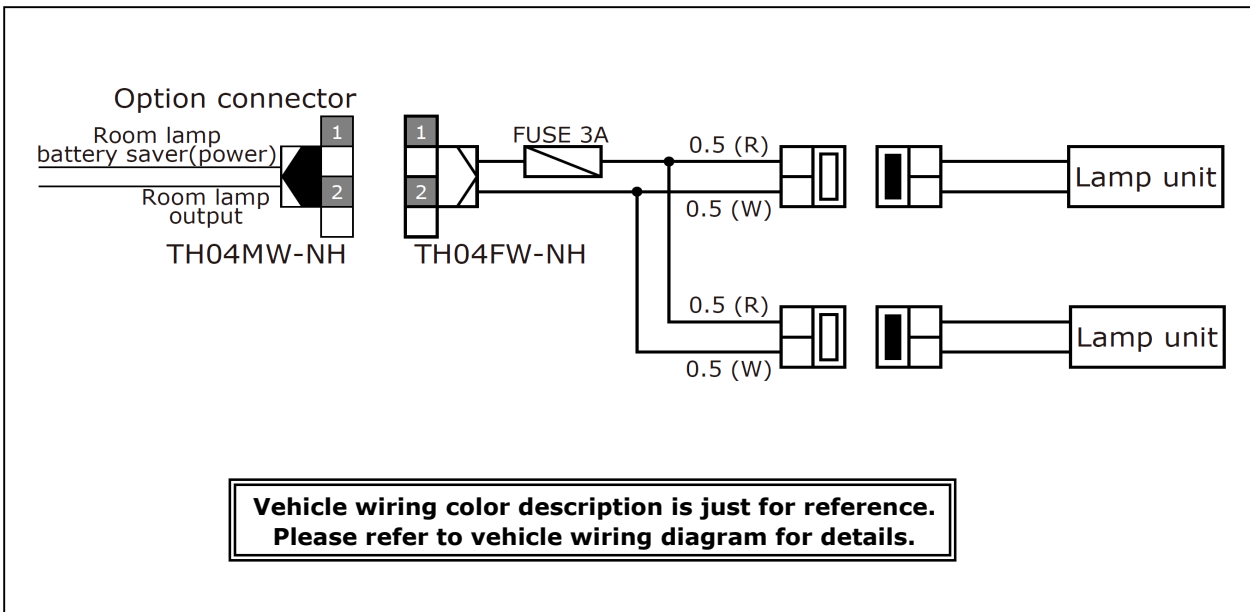 Option connector
Room lamp
battery saver(power)
Room lamp
output
1
2
TH04MW-NH
1
2
TH04FW-NH
FUSE 3A
0.5 (R)
0.5 (W)
Lamp unit
0.5 (R)
0.5 (W)
Lamp unit
Vehicle wiring color description is just for reference.
Please refer to vehicle wiring diagram for details.